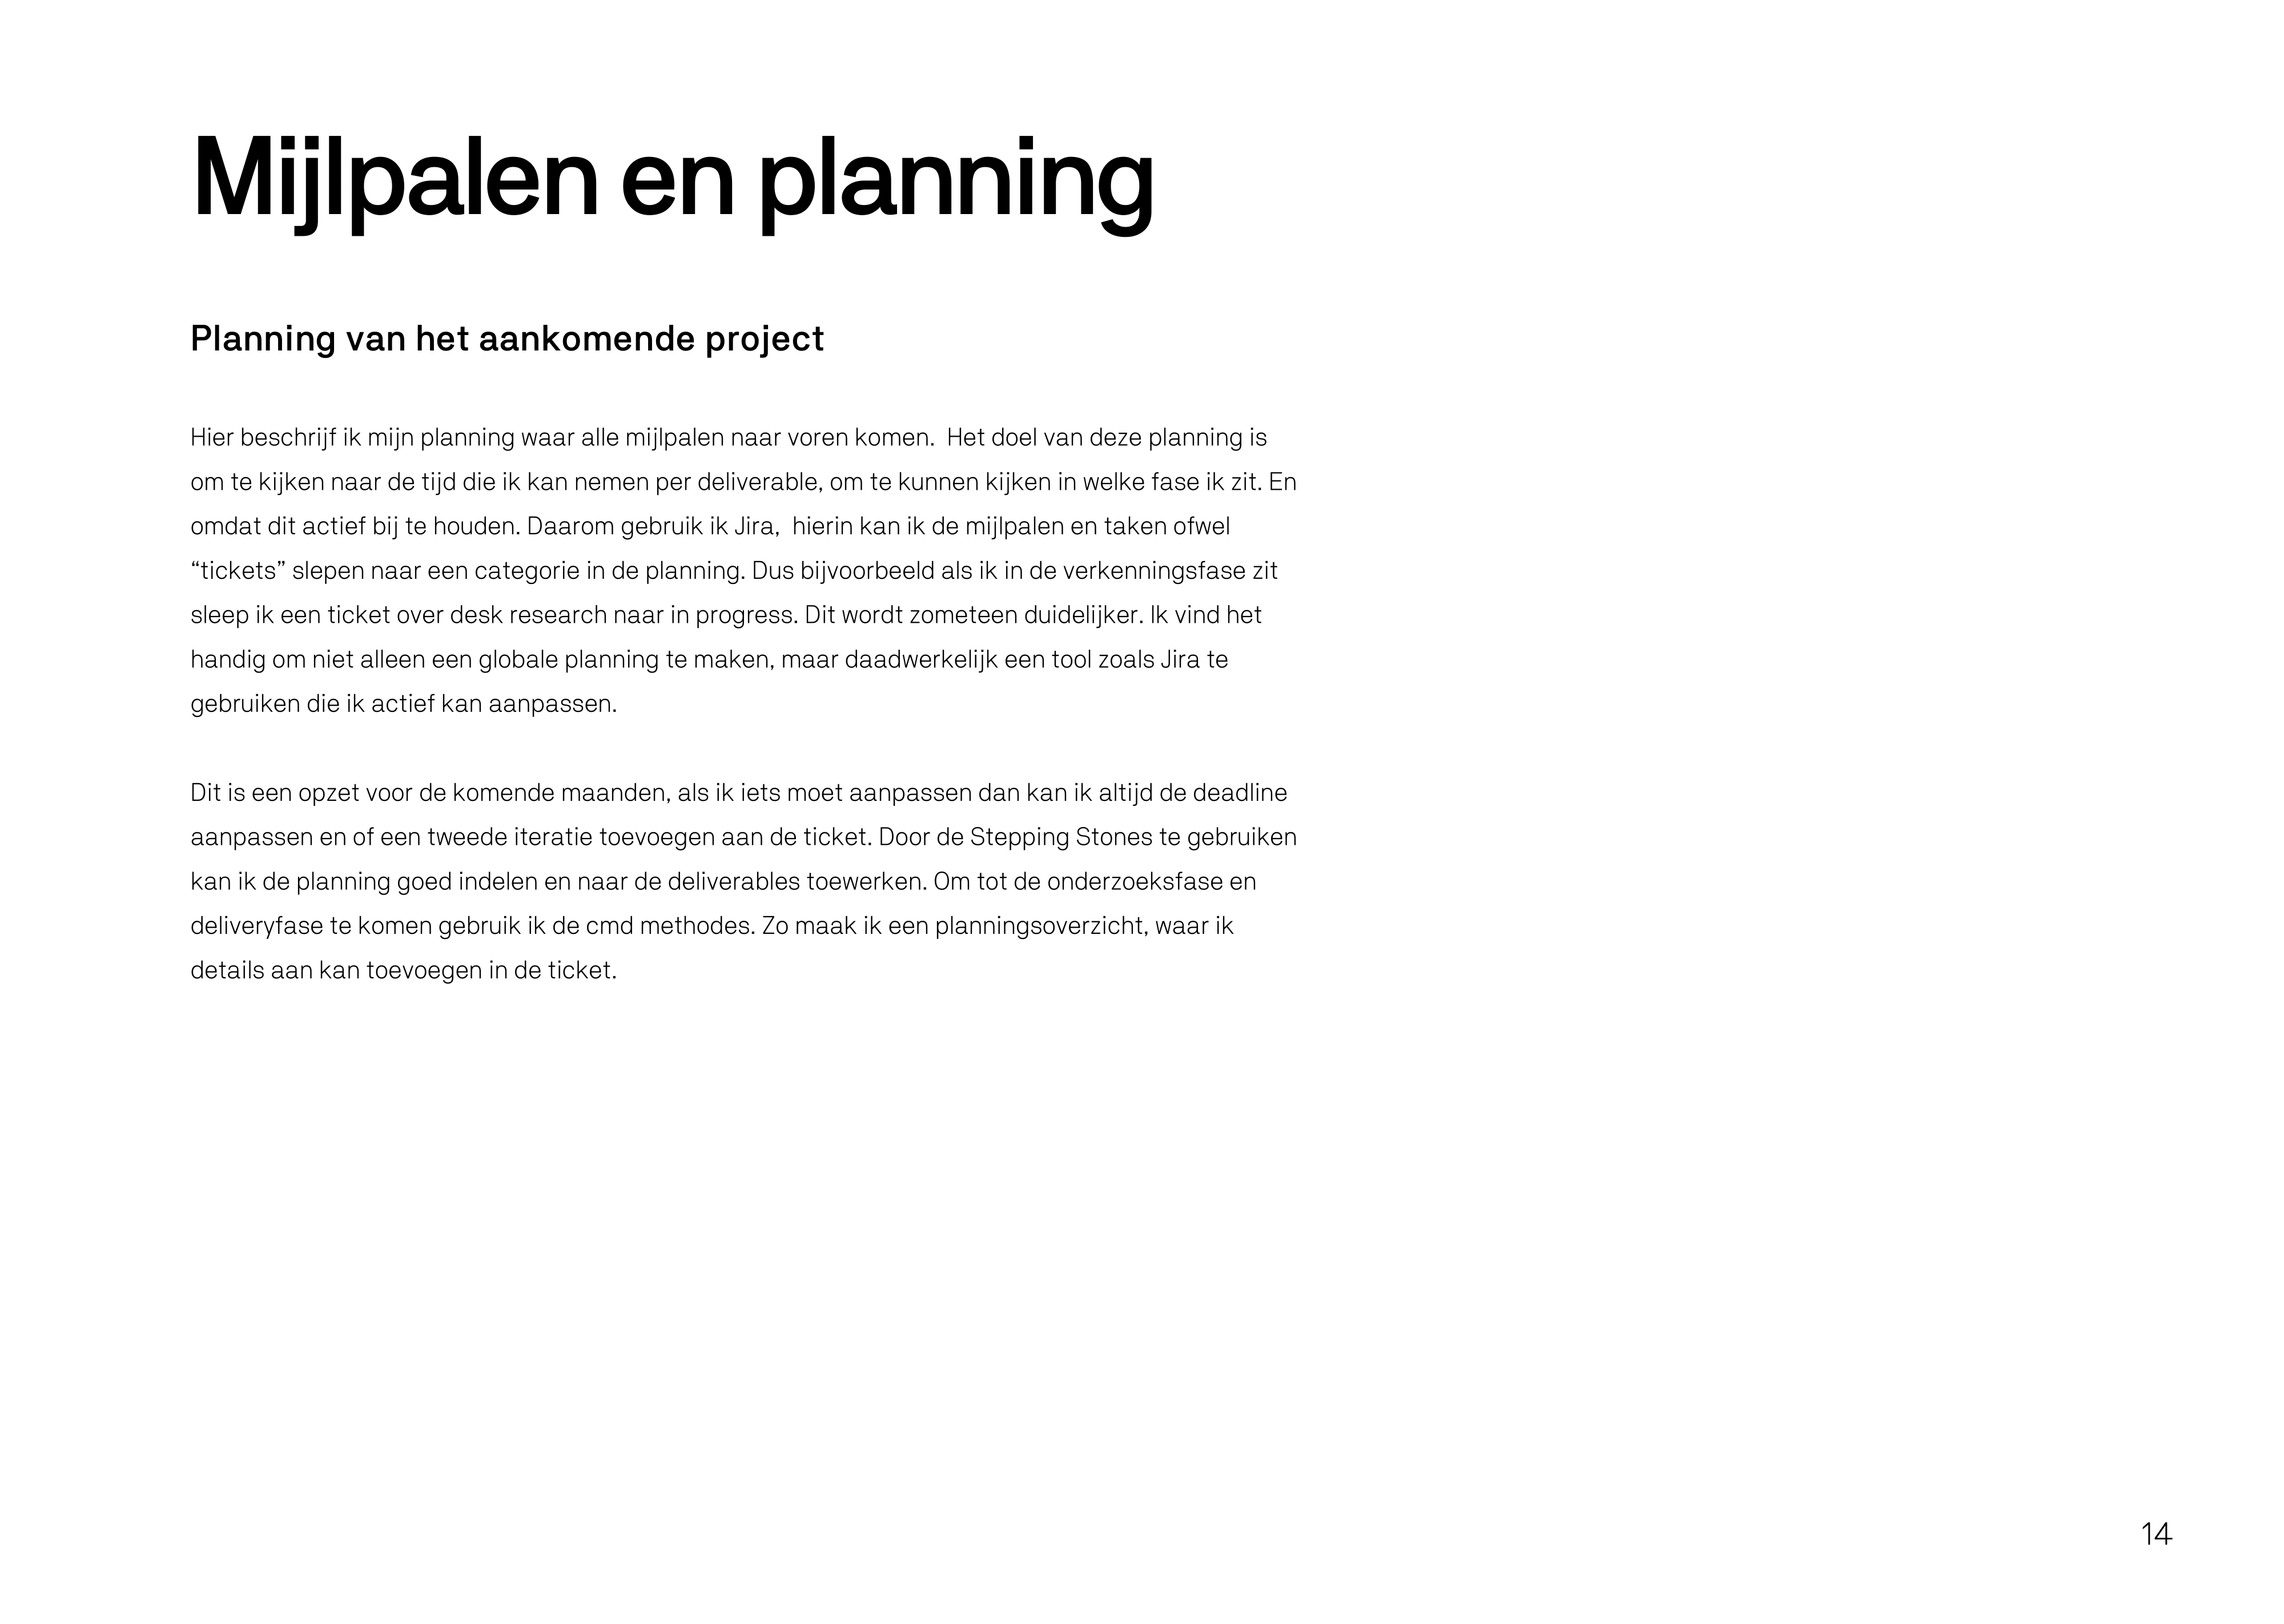 Mijlpalen en planning
Planning van het aankomende project
Hier beschrijf ik mijn planning waar alle mijlpalen naar voren komen.  Het doel van deze planning is
om te kijken naar de tijd die ik kan nemen per deliverable, om te kunnen kijken in welke fase ik zit. En
omdat dit actief bij te houden. Daarom gebruik ik Jira,  hierin kan ik de mijlpalen en taken ofwel
“tickets” slepen naar een categorie in de planning. Dus bijvoorbeeld als ik in de verkenningsfase zit
sleep ik een ticket over desk research naar in progress. Dit wordt zometeen duidelijker. Ik vind het
handig om niet alleen een globale planning te maken, maar daadwerkelijk een tool zoals Jira te
gebruiken die ik actief kan aanpassen.
Dit is een opzet voor de komende maanden, als ik iets moet aanpassen dan kan ik altijd de deadline
aanpassen en of een tweede iteratie toevoegen aan de ticket. Door de Stepping Stones te gebruiken
kan ik de planning goed indelen en naar de deliverables toewerken. Om tot de onderzoeksfase en
deliveryfase te komen gebruik ik de cmd methodes. Zo maak ik een planningsoverzicht, waar ik
details aan kan toevoegen in de ticket.
14